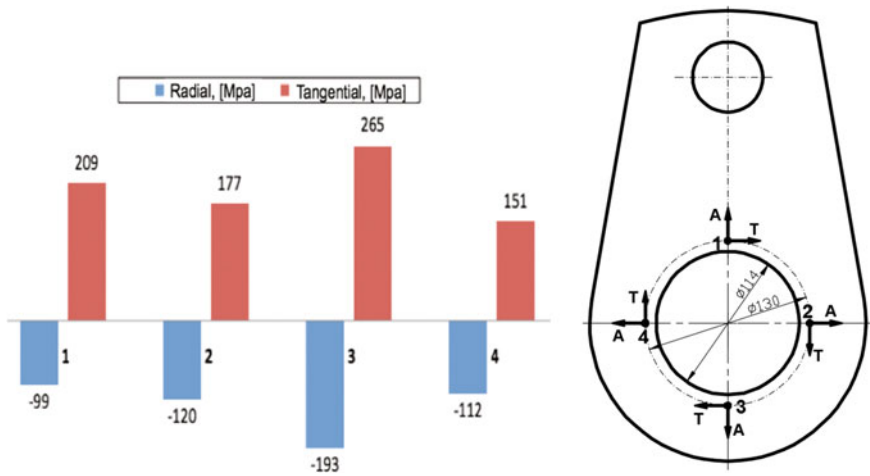 Radial, [Mpa] Tangential, [Mpa]
209
177
265
151
1
2
3
4
-99
-120
-193
-112
A
T
1
ø114
ø130
T
A
4
2
A
T
T
3
A